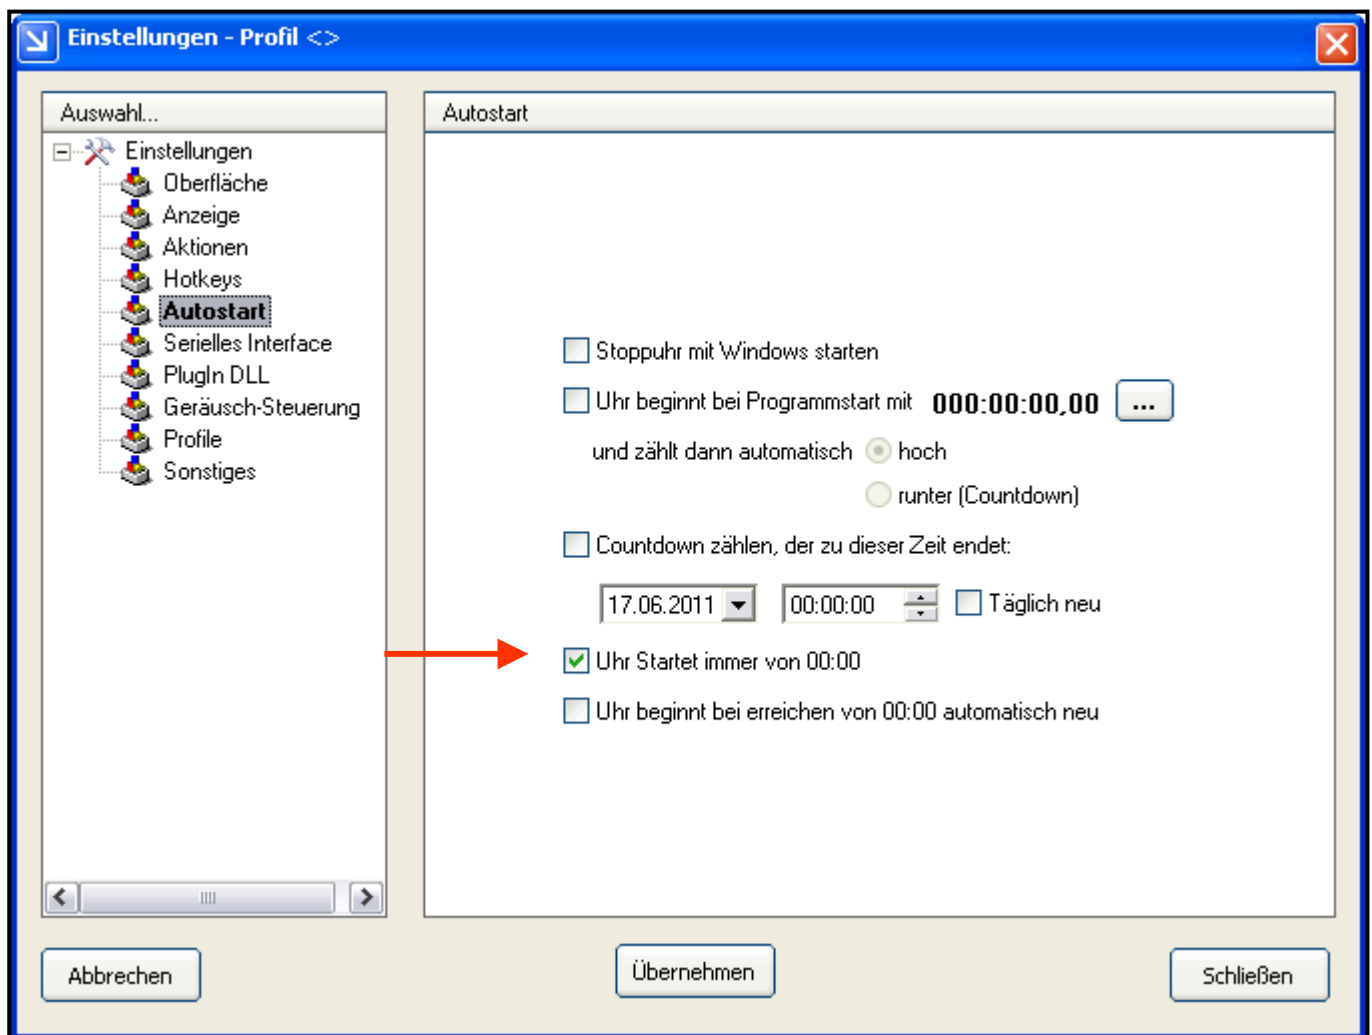 Einstellungen - Profil <>
Auswahl...
Einstellungen
Oberfläche
Anzeige
Aktionen
Hotkeys
Autostart
Serielles Interface
PlugIn DLL
Geräusch-Steuerung
Profile
Sonstiges
Autostart
Stoppuhr mit Windows starten
Uhr beginnt bei Programmstart mit 000:00:00,00 ...
und zählt dann automatisch hoch
runter (Countdown)
Countdown zählen, der zu dieser Zeit endet:
17.06.2011 00:00:00 Täglich neu
Uhr Startet immer von 00:00
Uhr beginnt bei erreichen von 00:00 automatisch neu
Abbrechen Übernehmen Schließen